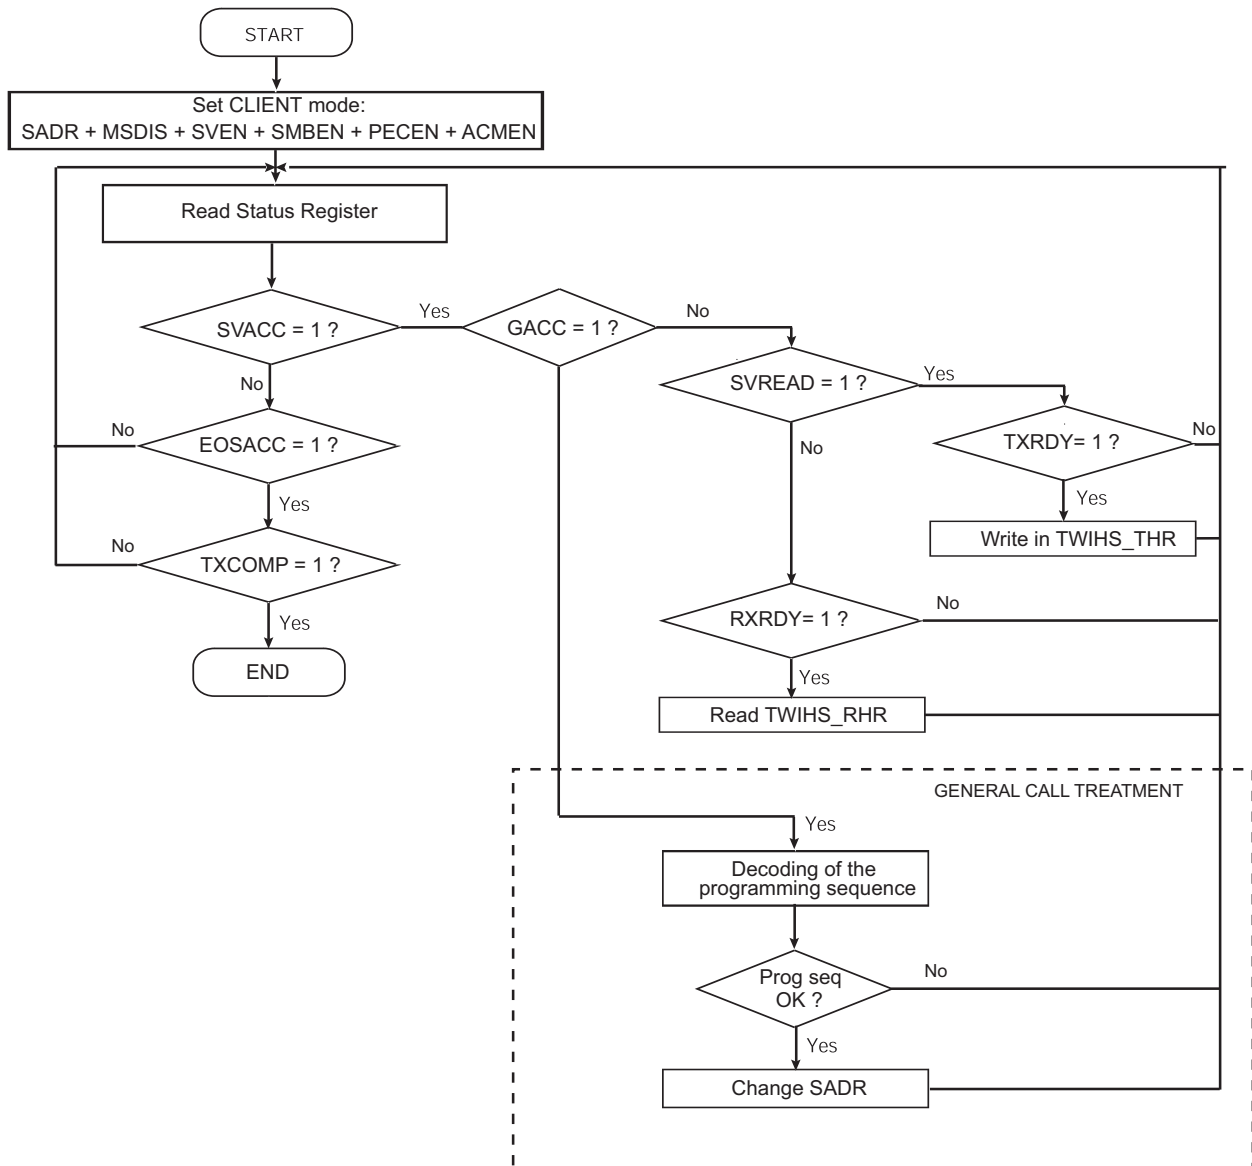 START
Set CLIENT mode:
SADR + MSDIS + SVEN + SMBEN + PECEN + ACMEN
Read Status Register
SVACC = 1 ?
Yes
GACC = 1 ?
No
No
SVREAD = 1 ?
Yes
No
EOSACC = 1 ?
No
TXRDY= 1 ?
No
Yes
Yes
Write in TWIHS_THR
No
TXCOMP = 1 ?
Yes
RXRDY= 1 ?
No
END
Yes
Read TWIHS_RHR
GENERAL CALL TREATMENT
Yes
Decoding of the
programming sequence
Prog seq
OK ?
No
Yes
Change SADR